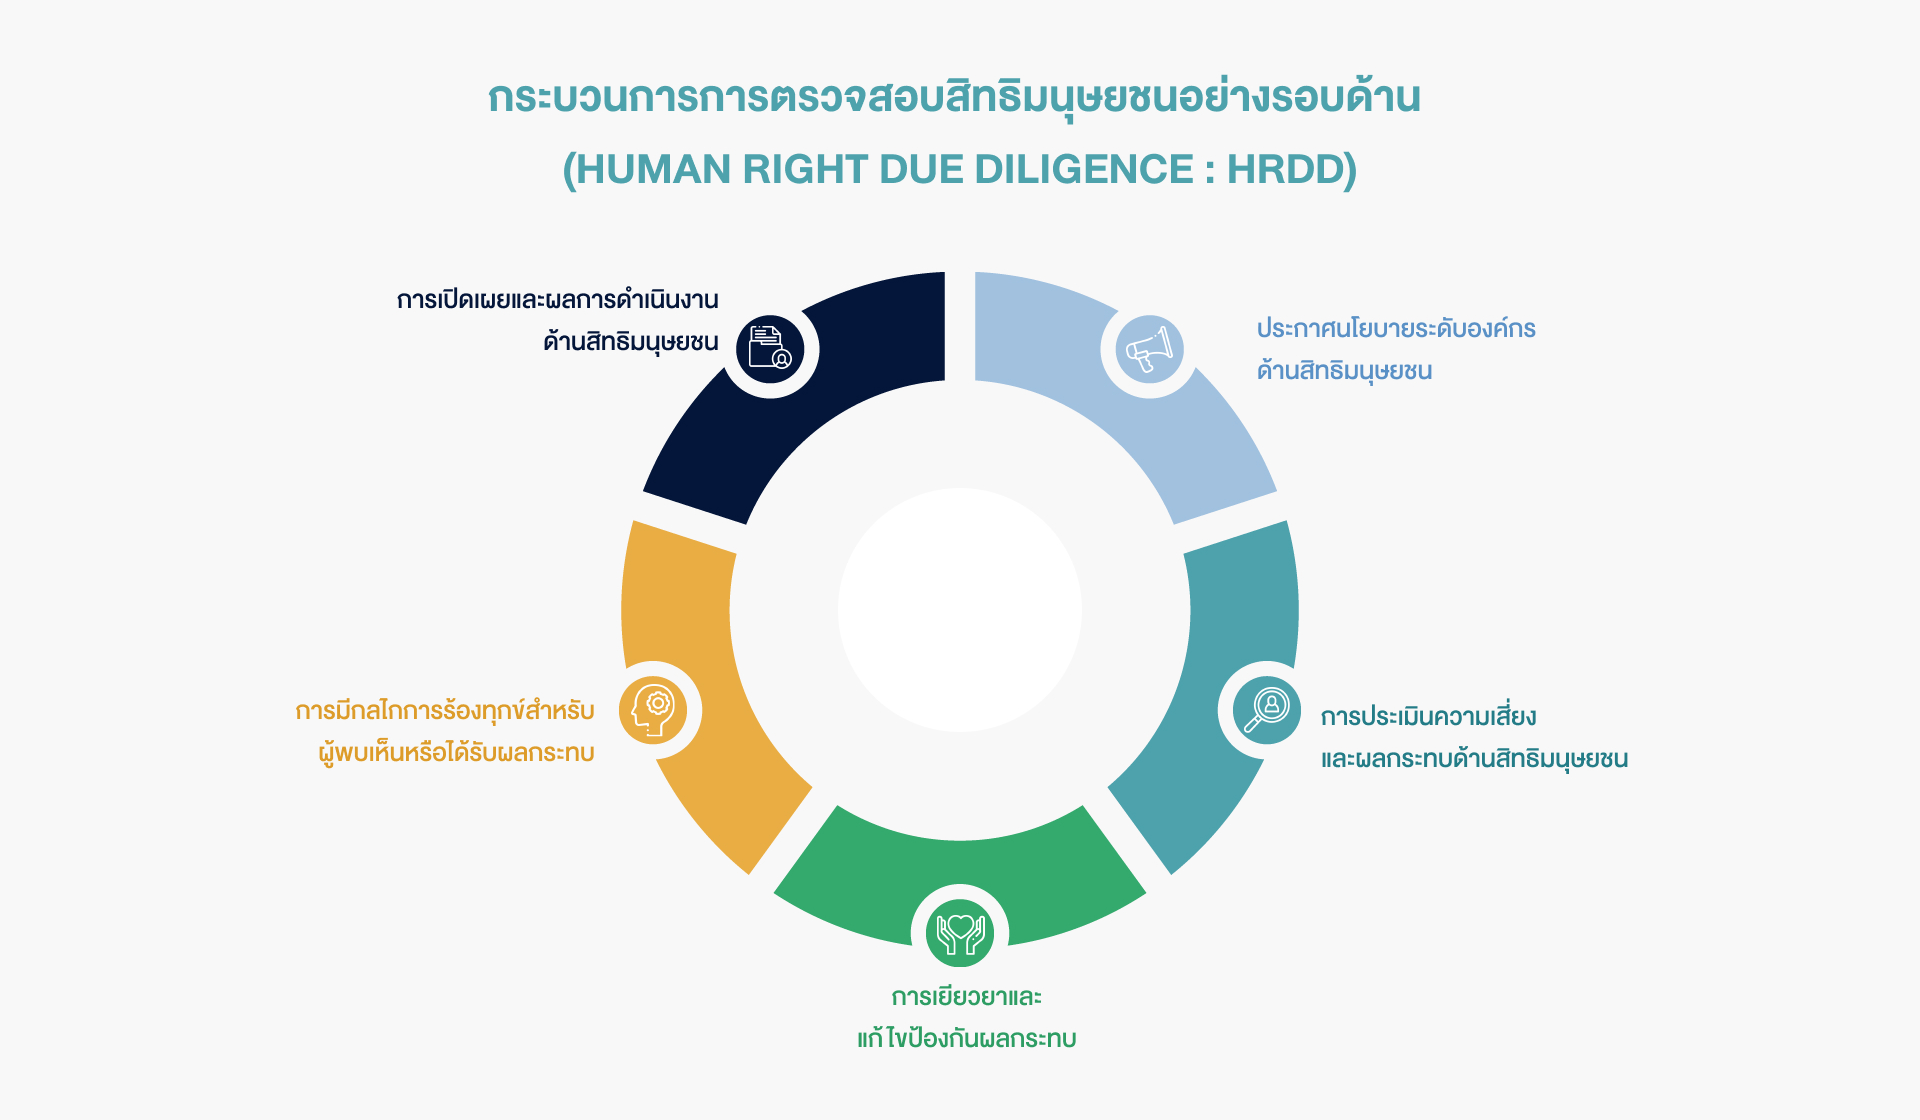 กระบวนการการตรวจสอบสิทธิมนุษยชนอย่างรอบด้าน
(HUMAN RIGHT DUE DILIGENCE : HRDD)
การเปิดเผยและผลการดำเนินงาน
ด้านสิทธิมนุษยชน
ประกาศนโยบายระดับองค์กร
ด้านสิทธิมนุษยชน
การมีกลไกการร้องทุกข์สำหรับ
ผู้พบเห็นหรือได้รับผลกระทบ
การประเมินความเสี่ยง
และผลกระทบด้านสิทธิมนุษยชน
การเยียวยาและ
แก้ไขป้องกันผลกระทบ